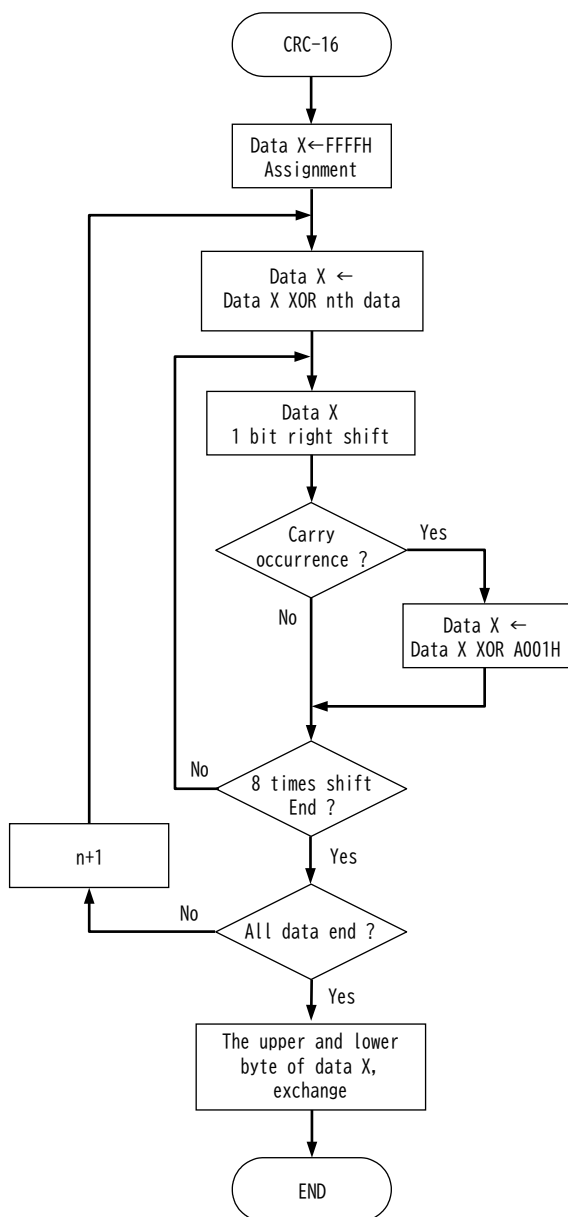 CRC-16
Data X←FFFFH
Assignment
Data X ←
Data X XOR nth data
Data X
1 bit right shift
Carry
occurrence ?
Yes
No
Data X ←
Data X XOR A001H
8 times shift
End ?
No
Yes
n+1
All data end ?
No
Yes
The upper and lower
byte of data X,
exchange
END